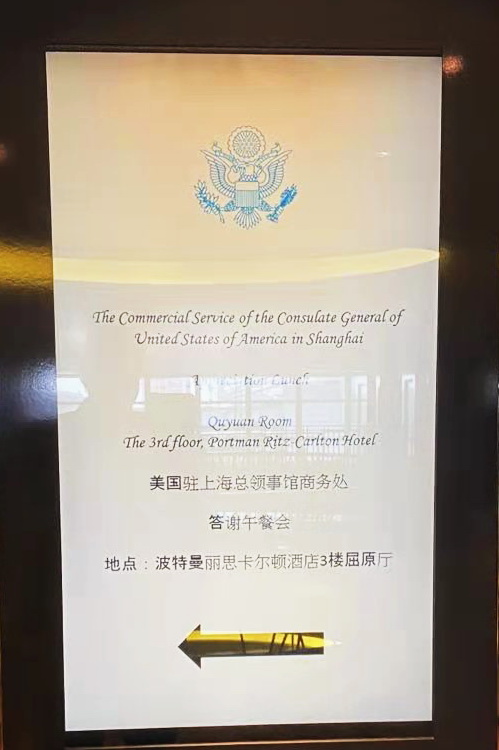 The Commercial Service of the Consulate General of
United States of America in Shanghai
Appreciation Lunch
Quyuan Room
The 3rd floor, Portman Ritz-Carlton Hotel
美国驻上海总领事馆商务处
答谢午餐会
地点：波特曼丽思卡尔顿酒店3楼屈原厅